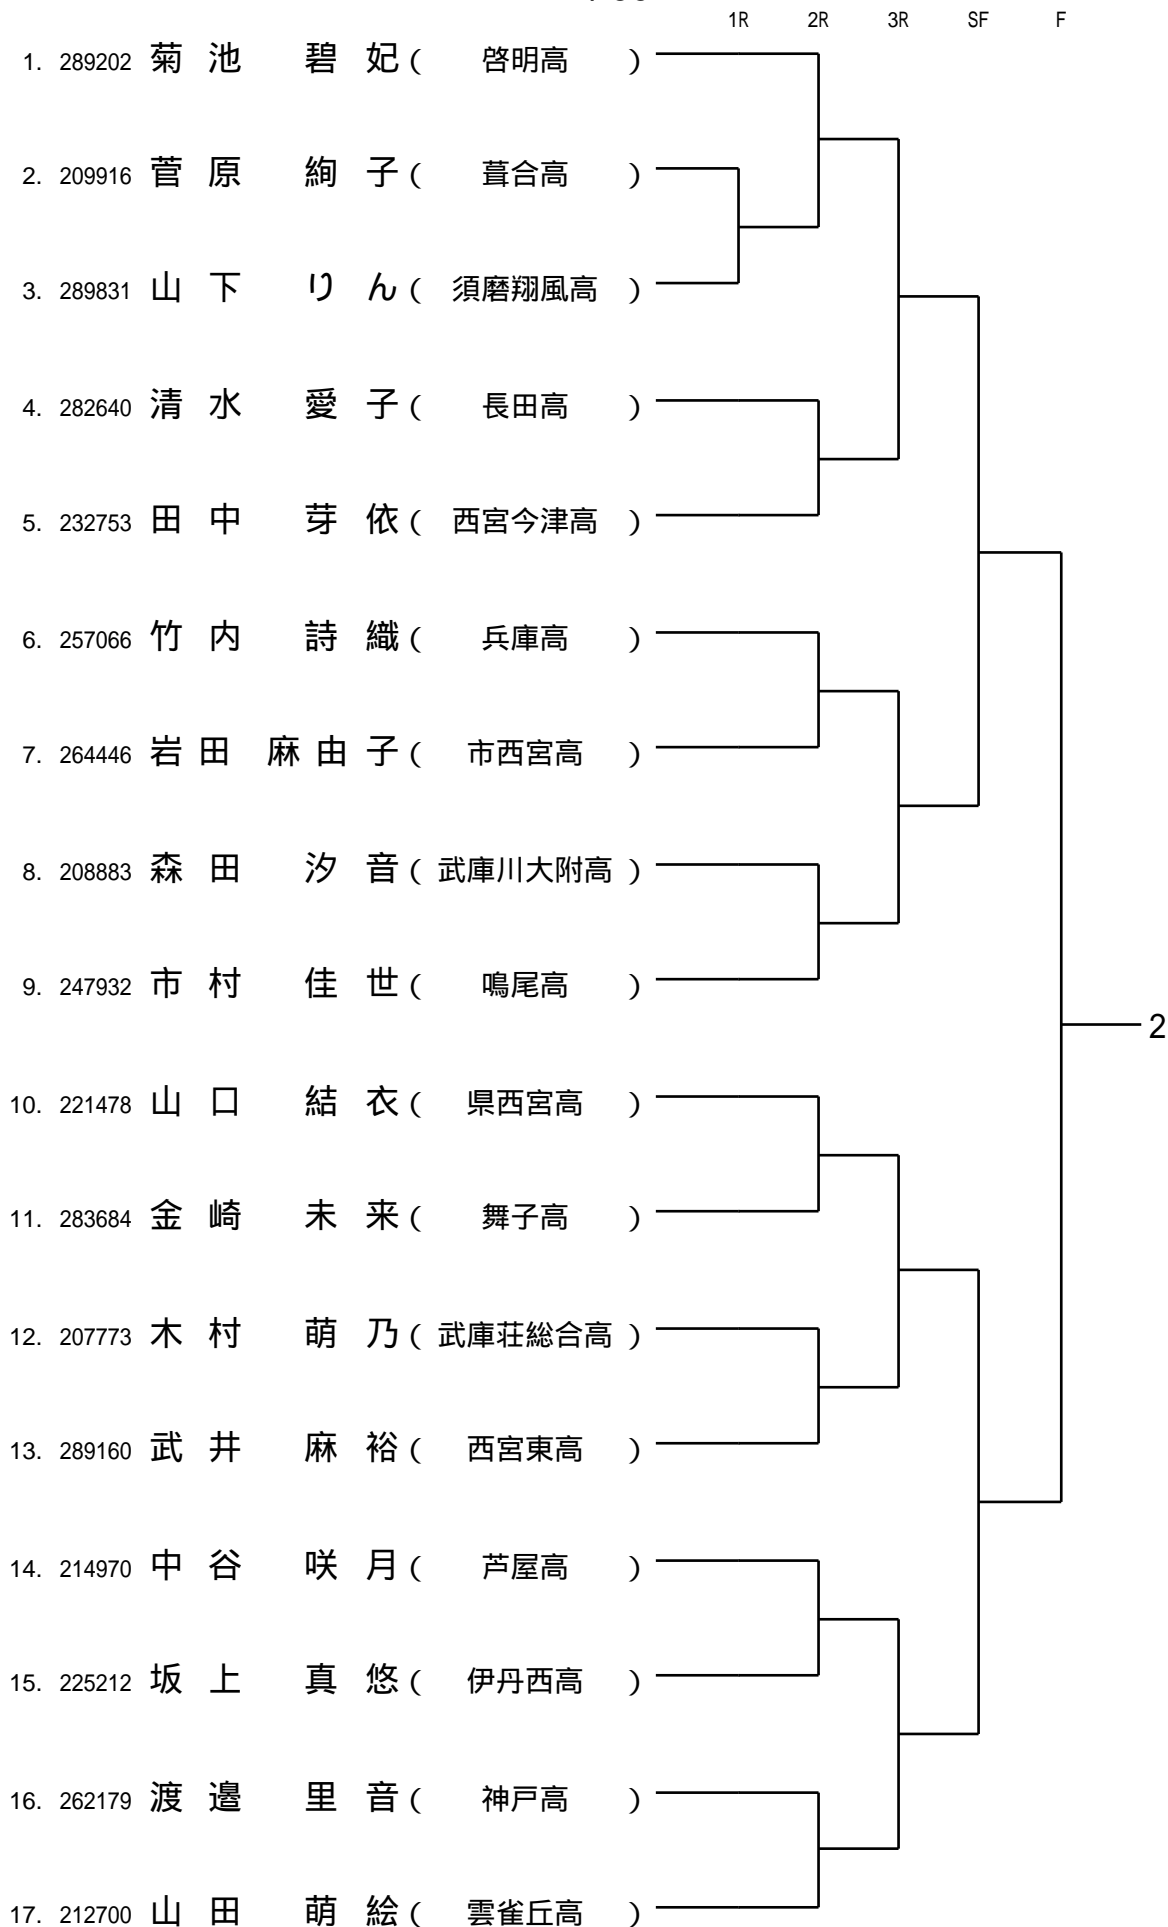 1R 2R 3R SF F
1. 289202 菊池 碧妃 ( 啓明高 )
2. 209916 菅原 絢子 ( 葺合高 )
3. 289831 山下 りん ( 須磨翔風高 )
4. 282640 清水 愛子 ( 長田高 )
5. 232753 田中 芽依 ( 西宮今津高 )
6. 257066 竹内 詩織 ( 兵庫高 )
7. 264446 岩田 麻由子 ( 市西宮高 )
8. 208883 森田 汐音 ( 武庫川大附高 )
9. 247932 市村 佳世 ( 鳴尾高 )
2
10. 221478 山口 結衣 ( 県西宮高 )
11. 283684 金崎 未来 ( 舞子高 )
12. 207773 木村 萌乃 ( 武庫荘総合高 )
13. 289160 武井 麻裕 ( 西宮東高 )
14. 214970 中谷 咲月 ( 芦屋高 )
15. 225212 坂上 真悠 ( 伊丹西高 )
16. 262179 渡邉 里音 ( 神戸高 )
17. 212700 山田 萌絵 ( 雲雀丘高 )